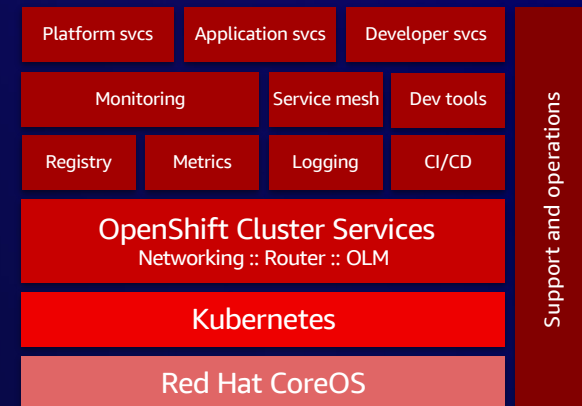 Platform svcs
Application svcs
Developer svcs
Monitoring
Service mesh
Dev tools
Registry
Metrics
Logging
CI/CD
OpenShift Cluster Services
Networking :: Router :: OLM
Kubernetes
Red Hat CoreOS
Support and operations